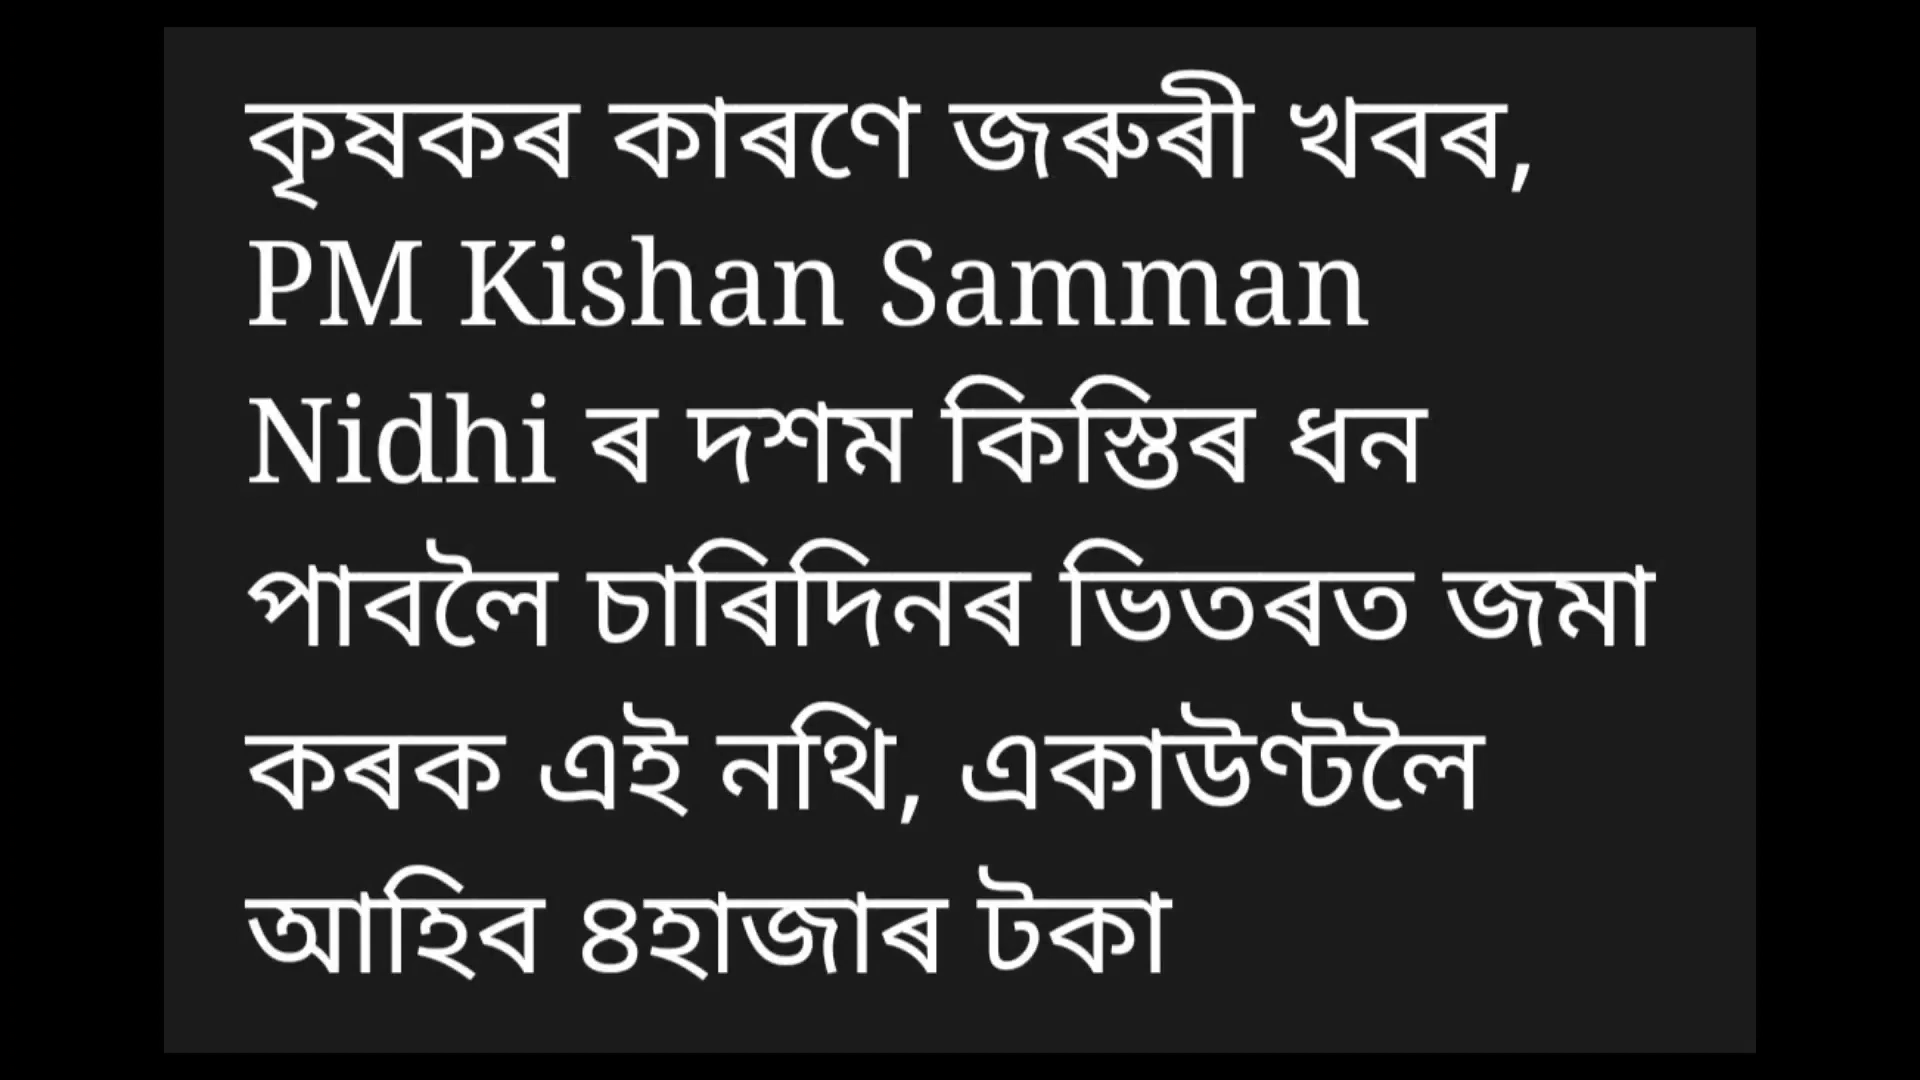 কৃষকৰ কাৰণে জৰুৰী খবৰ,
PM Kishan Samman
Nidhi ৰ দশম কিস্তিৰ ধন
পাবলৈ চাৰিদিনৰ ভিতৰত জমা
কৰক এই নথি, একাউণ্টলৈ
আহিব ৪হাজাৰ টকা